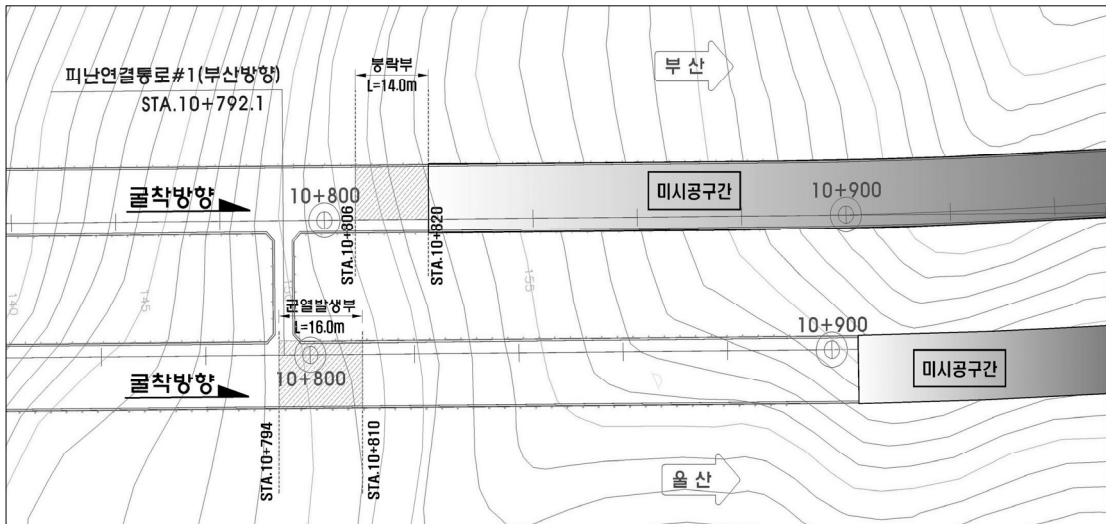 피난연결통로#1(부산방향)
STA.10+792.1
붕락부
L=14.0m
부 산
굴착방향
10+800
미시공구간
10+900
STA.10+806
STA.10+820
140
145
155
균열발생부
L=16.0m
10+900
10+800
굴착방향
미시공구간
STA.10+794
STA.10+810
울 산